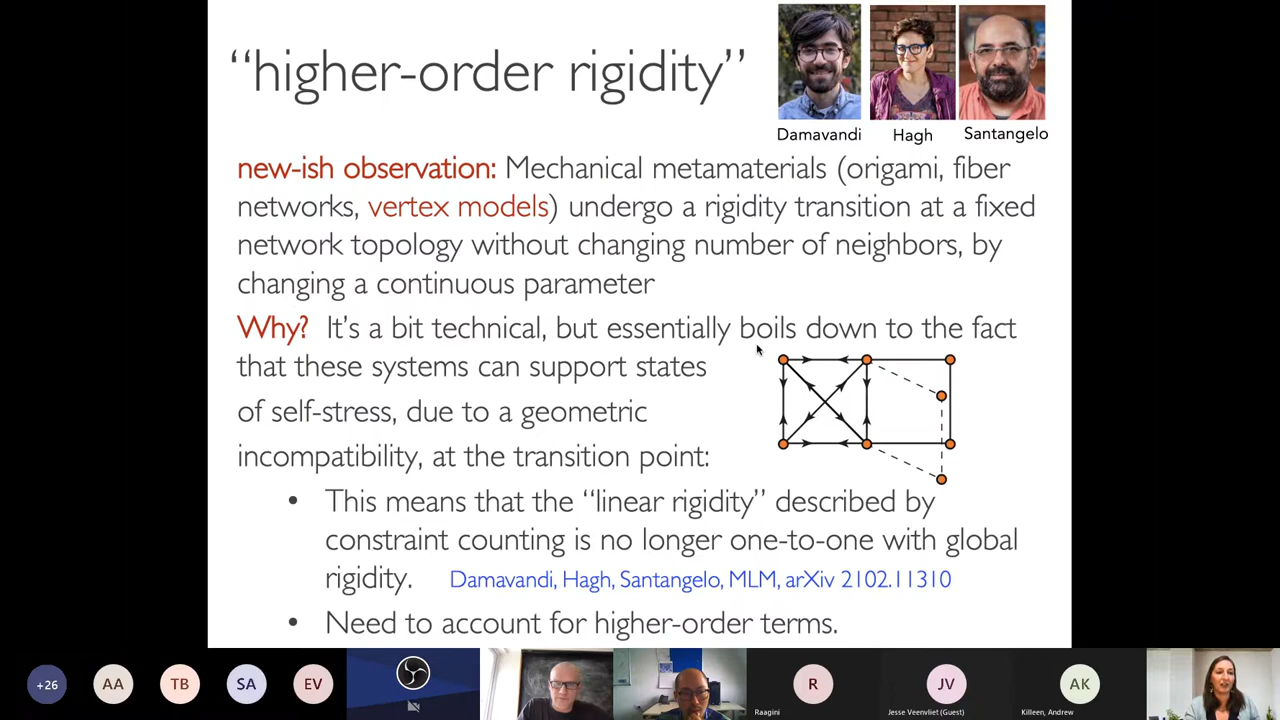 “higher-order rigidity”
Damavandi
Hagh
Santangelo
new-ish observation: Mechanical metamaterials (origami, fiber
networks, vertex models) undergo a rigidity transition at a fixed
network topology without changing number of neighbors, by
changing a continuous parameter
Why? It’s a bit technical, but essentially boils down to the fact
that these systems can support states
of self-stress, due to a geometric
incompatibility, at the transition point:
• This means that the “linear rigidity” described by
constraint counting is no longer one-to-one with global
rigidity. Damavandi, Hagh, Santangelo, MLM, arXiv 2102.11310
• Need to account for higher-order terms.
+26
AA
TB
SA
EV
R
Raagini
JV
Jesse Veenvliet (Guest)
AK
Killeen, Andrew